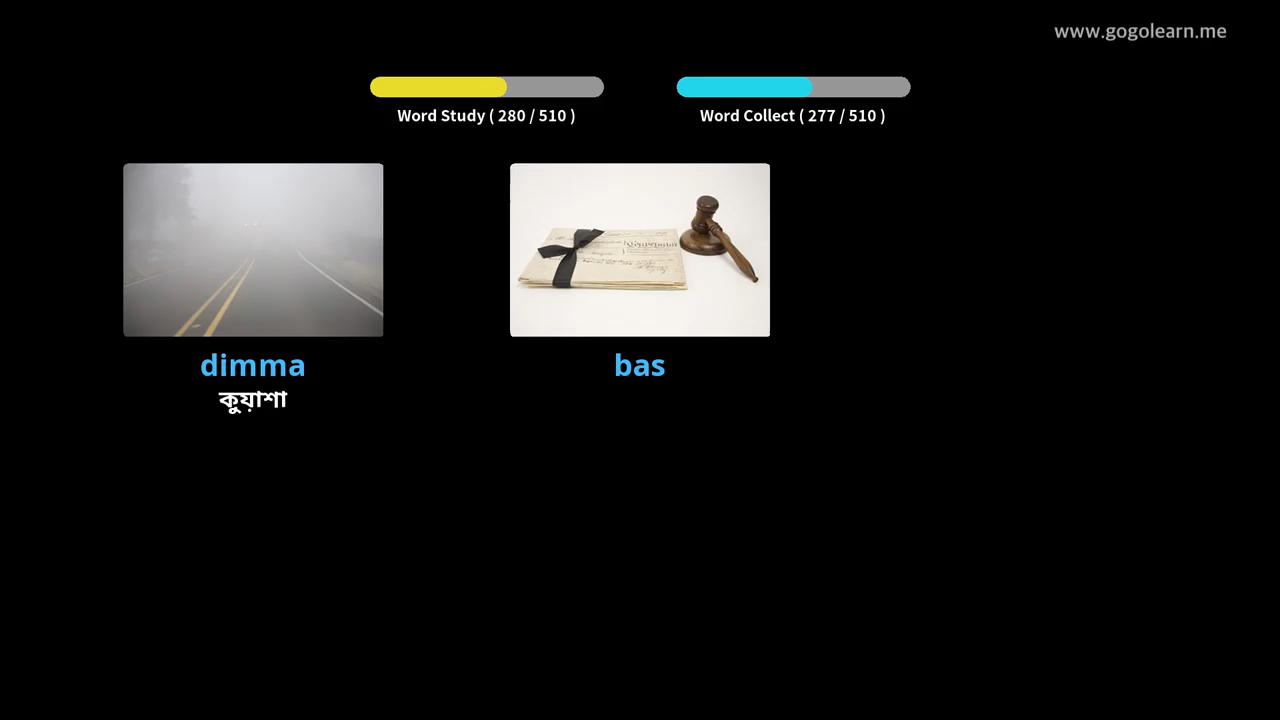 www.gogolearn.me
Word Study ( 280 / 510 )
Word Collect ( 277 / 510 )
dimma
bas
কুয়াশা